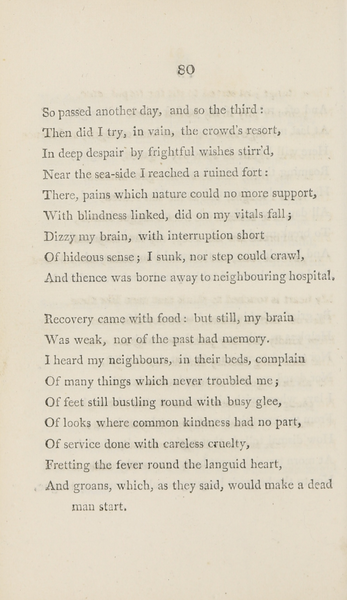 80
So passed another day, and so the third:
Then did I try, in vain, the crowd's resort,
In deep despair by frightful wishes stirr'd,
Near the sea-side I reached a ruined fort:
There, pains which nature could no more support,
With blindness linked, did on my vitals fall;
Dizzy my brain, with interruption short
Of hideous sense; I sunk, nor step could crawl,
And thence was borne away to neighbouring hospital.
Recovery came with food: but still, my brain
Was weak, nor of the past had memory.
I heard my neighbours, in their beds, complain
Of many things which never troubled me;
Of feet still bustling round with busy glee,
Of looks where common kindness had no part,
Of service done with careless cruelty,
Fretting the fever round the languid heart,
And groans, which, as they said, would make a dead
man start.